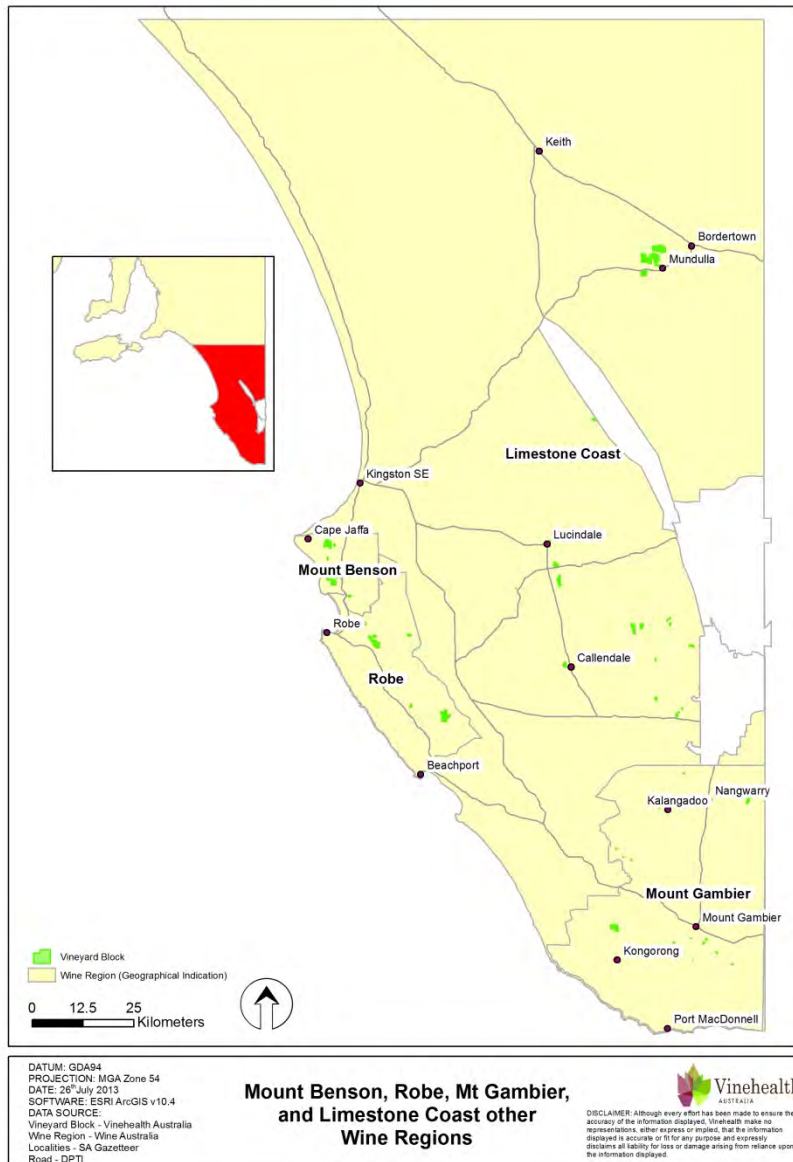 Keith
Bordertown
Mundulla
Limestone Coast
Kingston SE
Cape Jaffa
Lucindale
Mount Benson
Robe
Callendale
Robe
Beachport
Nangwarry
Kalangadoo
Mount Gambier
Mount Gambier
Kongorong
Port MacDonnell
Vineyard Block
Wine Region (Geographical Indication)
0 12.5 25
Kilometers
DATUM: GDA94
PROJECTION: MGA Zone 54
DATE: 26th July 2013
SOFTWARE: ESRI ArcGIS v10.4
DATA SOURCE:
Vineyard Block - Vinehealth Australia
Wine Region - Wine Australia
Localities - SA Gazetteer
Road - DPTI
Mount Benson, Robe, Mt Gambier,
and Limestone Coast other
Wine Regions
Vinehealth
AUSTRALIA
DISCLAIMER: Although every effort has been made to ensure the
accuracy of the information displayed, Vinehealth make no
representations, either express or implied, that the information
displayed is accurate or fit for any purpose and expressly
disclaims all liability for loss or damage arising from reliance upon
the information displayed.